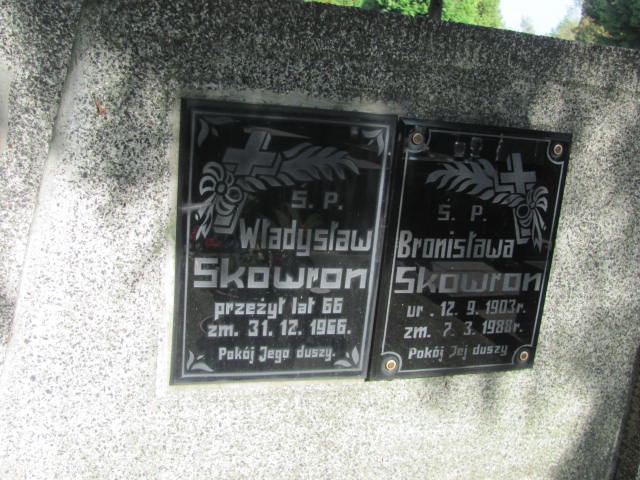 Ś. P.
Władysław
Skowron
przeżył lat 66
zm. 31. 12. 1966.
Pokój Jego duszy.
Ś. P.
Bronisława
Skowron
ur. 12. 9. 1903r.
zm. 7. 3. 1988r.
Pokój Jej duszy